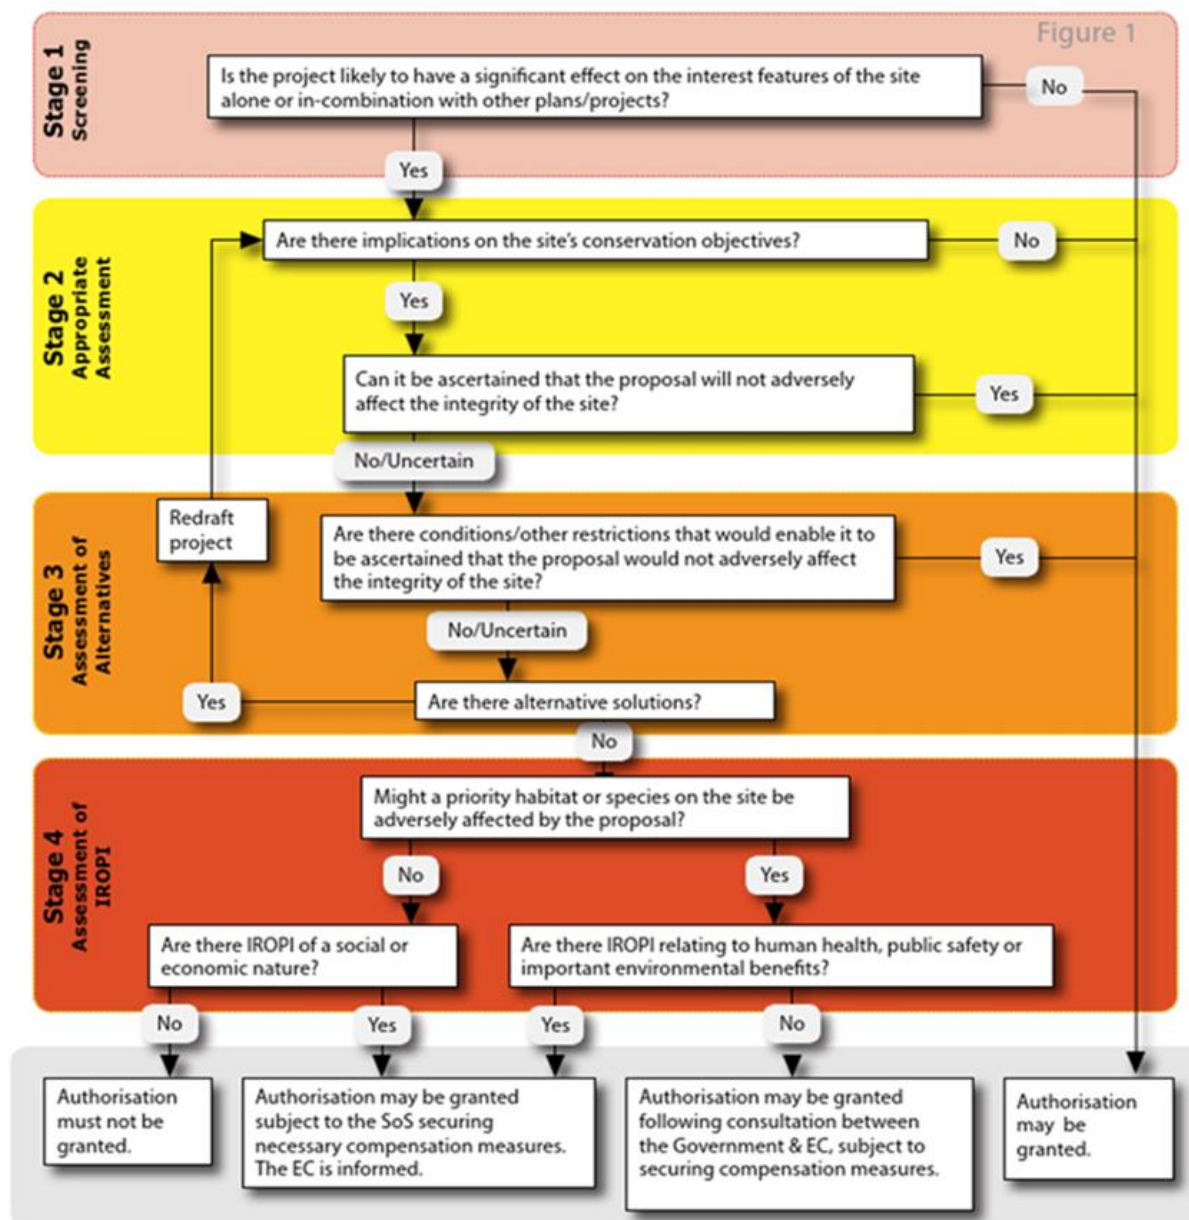 Figure 1
Stage 1
Screening
Is the project likely to have a significant effect on the interest features of the site
alone or in-combination with other plans/projects?
No
Yes
Stage 2
Appropriate
Assessment
Are there implications on the site's conservation objectives?
No
Yes
Can it be ascertained that the proposal will not adversely
affect the integrity of the site?
Yes
No/Uncertain
Stage 3
Assessment of
Alternatives
Redraft
project
Are there conditions/other restrictions that would enable it to
be ascertained that the proposal would not adversely affect
the integrity of the site?
Yes
No/Uncertain
Are there alternative solutions?
Yes
No
Stage 4
Assessment of
IROPI
Might a priority habitat or species on the site be
adversely affected by the proposal?
No
Yes
Are there IROPI of a social or
economic nature?
Are there IROPI relating to human health, public safety or
important environmental benefits?
No
Yes
Yes
No
Authorisation
must not be
granted.
Authorisation may be granted
subject to the SoS securing
necessary compensation measures.
The EC is informed.
Authorisation may be granted
following consultation between
the Government & EC, subject to
securing compensation measures.
Authorisation
may be
granted.